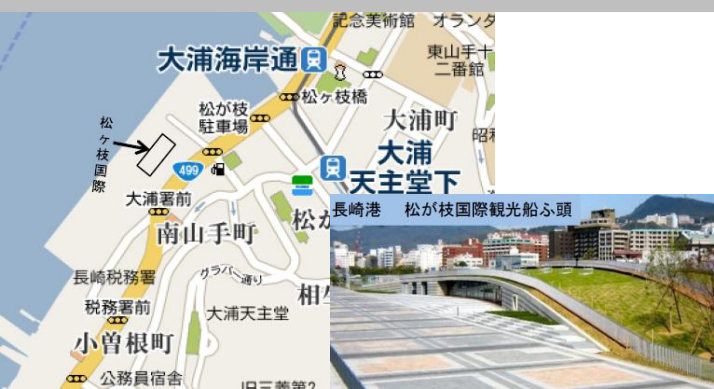 記念美術館
オランダ
大浦海岸通
東山手十
二番館
松ヶ枝橋
松が枝
駐車場
大浦町
昭和
松ヶ枝国際
499
大浦
天主堂下
大浦署前
南山手町
松が
長崎港 松が枝国際観光船ふ頭
長崎税務署
グラバー通り
相生
税務署前
大浦天主堂
小曽根町
公務員宿舎
旧三菱第2